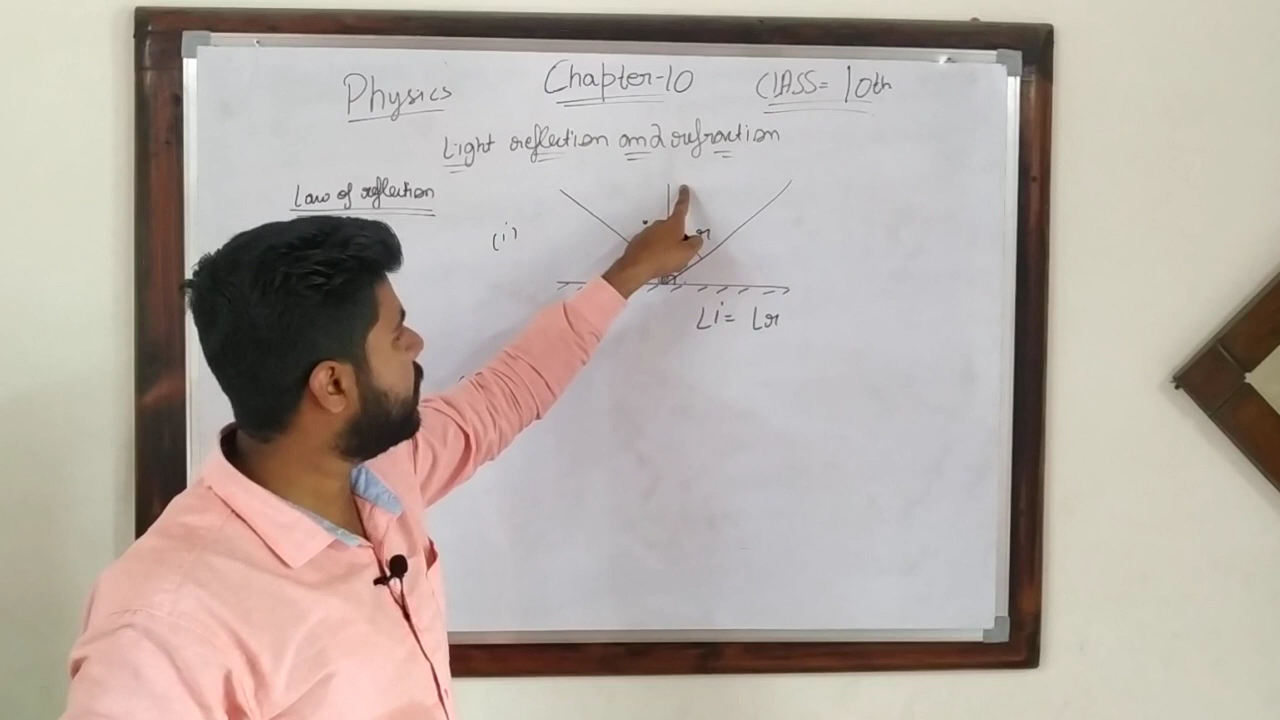 Physics Chapter-10 CLASS= 10th
Light reflection and refraction
Law of reflection
(i)
r
∠i = ∠r